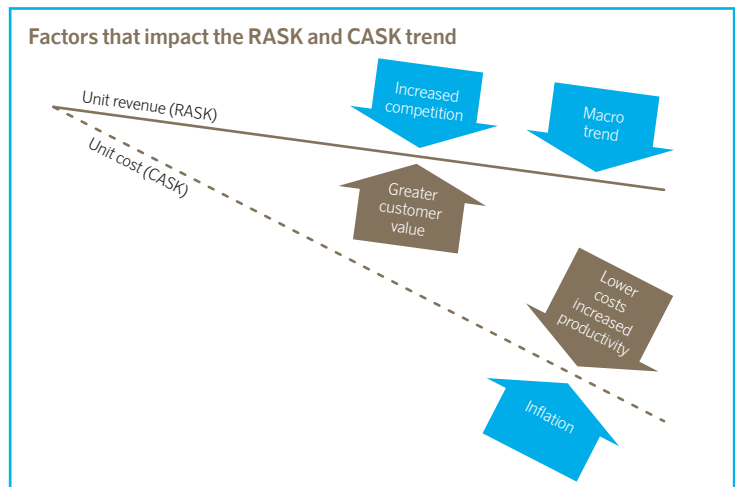 Factors that impact the RASK and CASK trend
Unit revenue (RASK)
Unit cost (CASK)
Increased
competition
Macro
trend
Greater
customer
value
Lower
costs
increased
productivity
Inflation